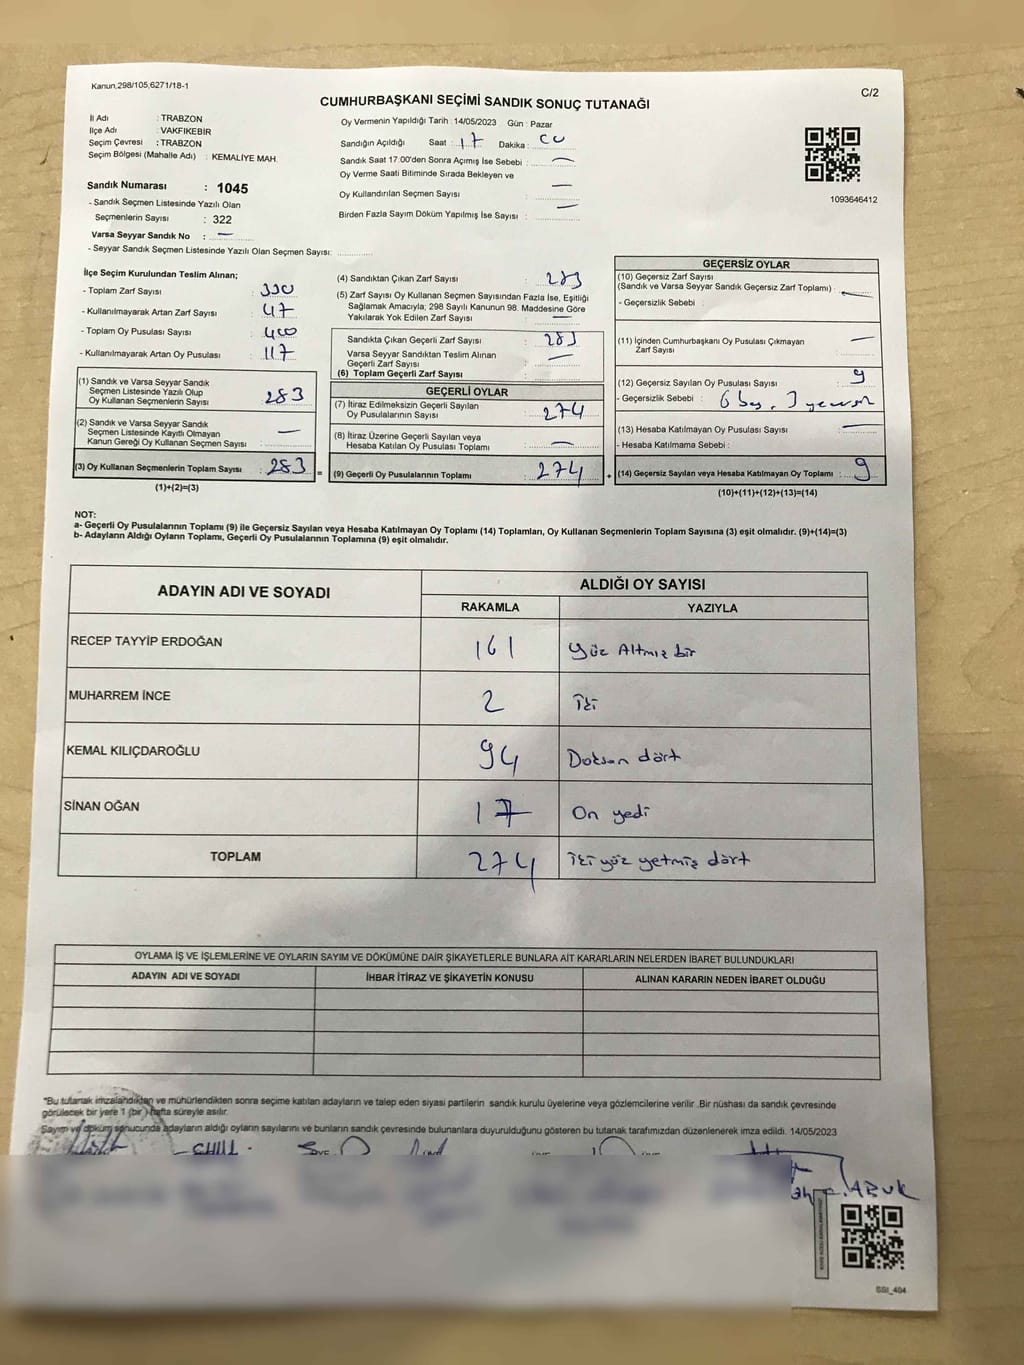 Kanun,298/105,6271/18-1
C/2
CUMHURBAŞKANI SEÇİMİ SANDIK SONUÇ TUTANAĞI
İl Adı : TRABZON
İlçe Adı : VAKFIKEBİR
Seçim Çevresi : TRABZON
Seçim Bölgesi (Mahalle Adı) : KEMALİYE MAH.
Sandık Numarası : 1045
- Sandık Seçmen Listesinde Yazılı Olan
Seçmenlerin Sayısı : 322
Varsa Seyyar Sandık No : —
- Seyyar Sandık Seçmen Listesinde Yazılı Olan Seçmen Sayısı:
Oy Vermenin Yapıldığı Tarih : 14/05/2023 Gün : Pazar
Sandığın Açıldığı Saat : 17 Dakika :
Sandık Saat 17:00'den Sonra Açımış İse Sebebi : —
Oy Verme Saati Bitiminde Sırada Bekleyen ve
Oy Kullandırılan Seçmen Sayısı : —
Birden Fazla Sayım Döküm Yapılmış İse Sayısı : —
1093646412
İlçe Seçim Kurulundan Teslim Alınan;
- Toplam Zarf Sayısı : 330
- Kullanılmayarak Artan Zarf Sayısı : 47
- Toplam Oy Pusulası Sayısı : 400
- Kullanılmayarak Artan Oy Pusulası : 117
(1) Sandık ve Varsa Seyyar Sandık
Seçmen Listesinde Yazılı Olup
Oy Kullanan Seçmenlerin Sayısı : 283
(2) Sandık ve Varsa Seyyar Sandık
Seçmen Listesinde Kayıtlı Olmayan
Kanun Gereği Oy Kullanan Seçmen Sayısı : —
(3) Oy Kullanan Seçmenlerin Toplam Sayısı : 283
(1)+(2)=(3)
=
(4) Sandıktan Çıkan Zarf Sayısı : 283
(5) Zarf Sayısı Oy Kullanan Seçmen Sayısından Fazla İse, Eşitliği
Sağlamak Amacıyla, 298 Sayılı Kanunun 98. Maddesine Göre
Yakılarak Yok Edilen Zarf Sayısı : —
Sandıkta Çıkan Geçerli Zarf Sayısı : 283
Varsa Seyyar Sandıktan Teslim Alınan
Geçerli Zarf Sayısı : —
(6) Toplam Geçerli Zarf Sayısı :
GEÇERLİ OYLAR
(7) İtiraz Edilmeksizin Geçerli Sayılan
Oy Pusulalarının Sayısı : 274
(8) İtiraz Üzerine Geçerli Sayılan veya
Hesaba Katılan Oy Pusulası Toplamı : —
(9) Geçerli Oy Pusulalarının Toplamı : 274
+
GEÇERSİZ OYLAR
(10) Geçersiz Zarf Sayısı
(Sandık ve Varsa Seyyar Sandık Geçersiz Zarf Toplamı) : —
- Geçersizlik Sebebi :
(11) İçinden Cumhurbaşkanı Oy Pusulası Çıkmayan
Zarf Sayısı : —
(12) Geçersiz Sayılan Oy Pusulası Sayısı : 9
- Geçersizlik Sebebi : 6 boş, 3
(13) Hesaba Katılmayan Oy Pusulası Sayısı : —
- Hesaba Katılmama Sebebi :
(14) Geçersiz Sayılan veya Hesaba Katılmayan Oy Toplamı : 9
(10)+(11)+(12)+(13)=(14)
NOT:
a- Geçerli Oy Pusulalarının Toplamı (9) ile Geçersiz Sayılan veya Hesaba Katılmayan Oy Toplamı (14) Toplamları, Oy Kullanan Seçmenlerin Toplam Sayısına (3) eşit olmalıdır. (9)+(14)=(3)
b- Adayların Aldığı Oyların Toplamı, Geçerli Oy Pusulalarının Toplamına (9) eşit olmalıdır.
ADAYIN ADI VE SOYADI ALDIĞI OY SAYISI
RAKAMLA YAZIYLA
RECEP TAYYİP ERDOĞAN 161 Yüz Altmız bir
MUHARREM İNCE 2 İki
KEMAL KILIÇDAROĞLU 94 Doksan dört
SİNAN OĞAN 17 On yedi
TOPLAM 274 iki yüz yetmiş dört
OYLAMA İŞ VE İŞLEMLERİNE VE OYLARIN SAYIM VE DÖKÜMÜNE DAİR ŞİKAYETLERLE BUNLARA AİT KARARLARIN NELERDEN İBARET BULUNDUKLARI
ADAYIN ADI VE SOYADI İHBAR İTİRAZ VE ŞİKAYETİN KONUSU ALINAN KARARIN NEDEN İBARET OLDUĞU
"Bu tutanak imzalandıktan ve mühürlendikten sonra seçime katılan adayların ve talep eden siyasi partilerin sandık kurulu üyelerine veya gözlemcilerine verilir. Bir nüshası da sandık çevresinde
görülecek bir yere 1 (bir) hafta süreyle asılır.
Sayım ve döküm sonucunda adayların aldığı oyların sayılarını ve bunların sandık çevresinde bulunanlara duyurulduğunu gösteren bu tutanak tarafımızdan düzenlenerek imza edildi. 14/05/2023
SSI_404